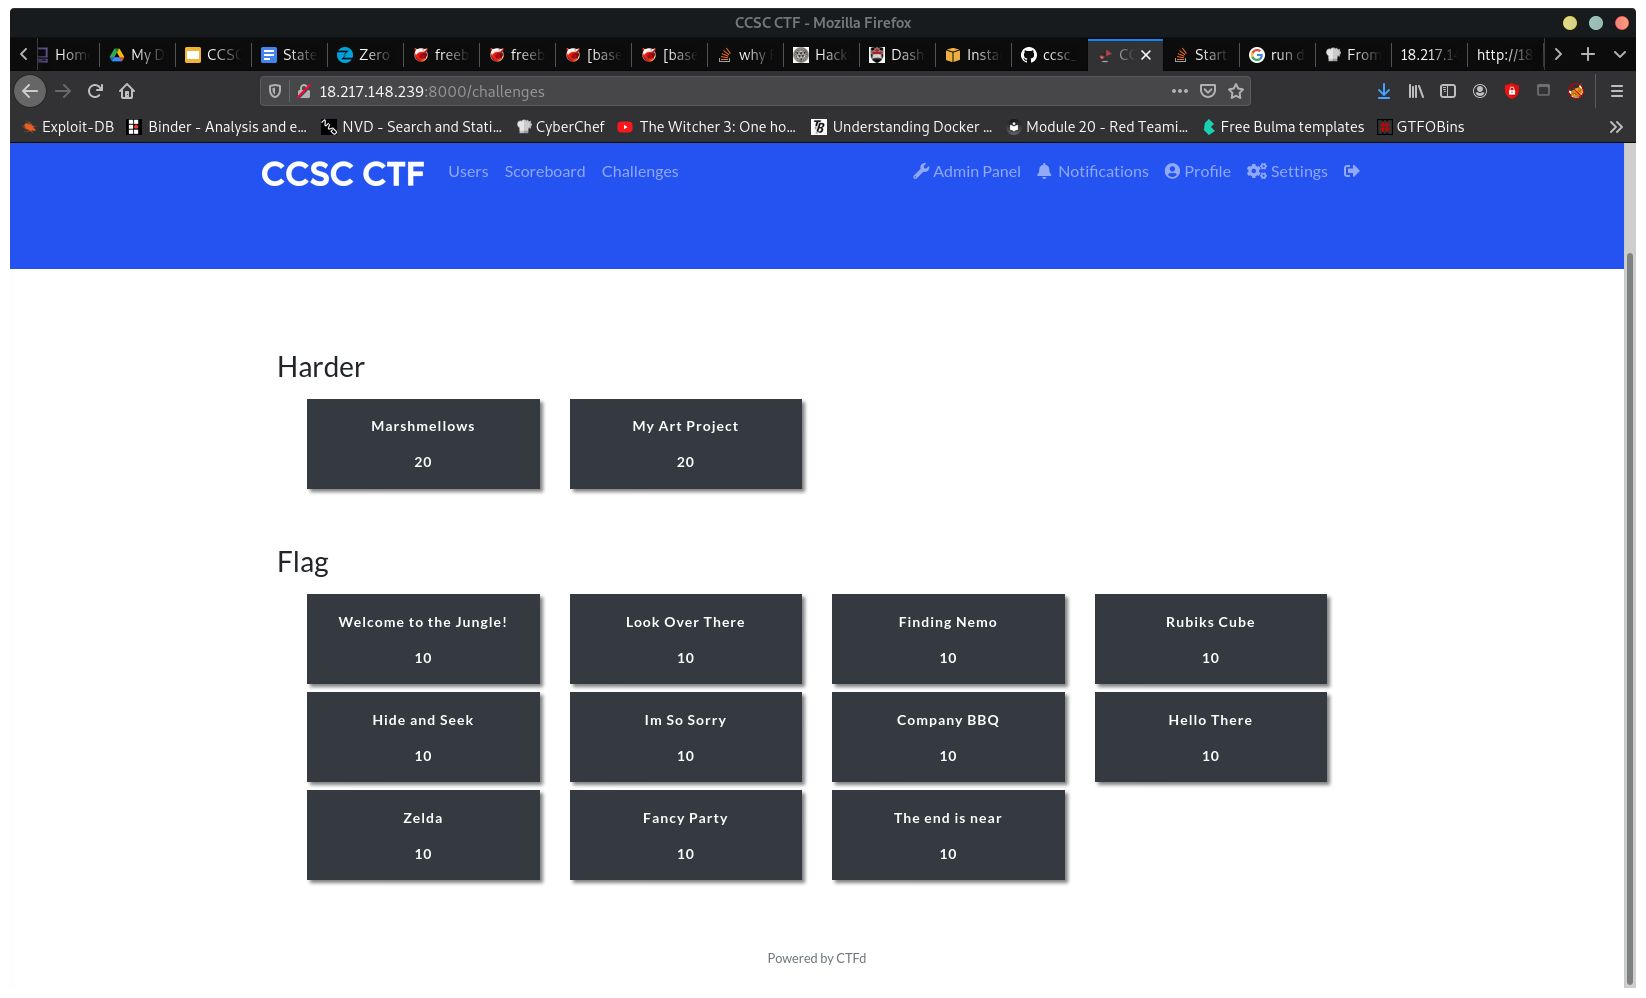 CCSC CTF - Mozilla Firefox
Hom My D CCSC State Zero freeb freeb [base [base why Hack Dash Insta ccsc_ CC Start run d From 18.217.1 http://18
18.217.148.239:8000/challenges
Exploit-DB Binder - Analysis and e... NVD - Search and Stati... CyberChef The Witcher 3: One ho... Understanding Docker ... Module 20 - Red Teami... Free Bulma templates GTFOBins
CCSC CTF Users Scoreboard Challenges Admin Panel Notifications Profile Settings
Harder
Marshmellows My Art Project
20 20
Flag
Welcome to the Jungle! Look Over There Finding Nemo Rubiks Cube
10 10 10 10
Hide and Seek Im So Sorry Company BBQ Hello There
10 10 10 10
Zelda Fancy Party The end is near
10 10 10
Powered by CTFd